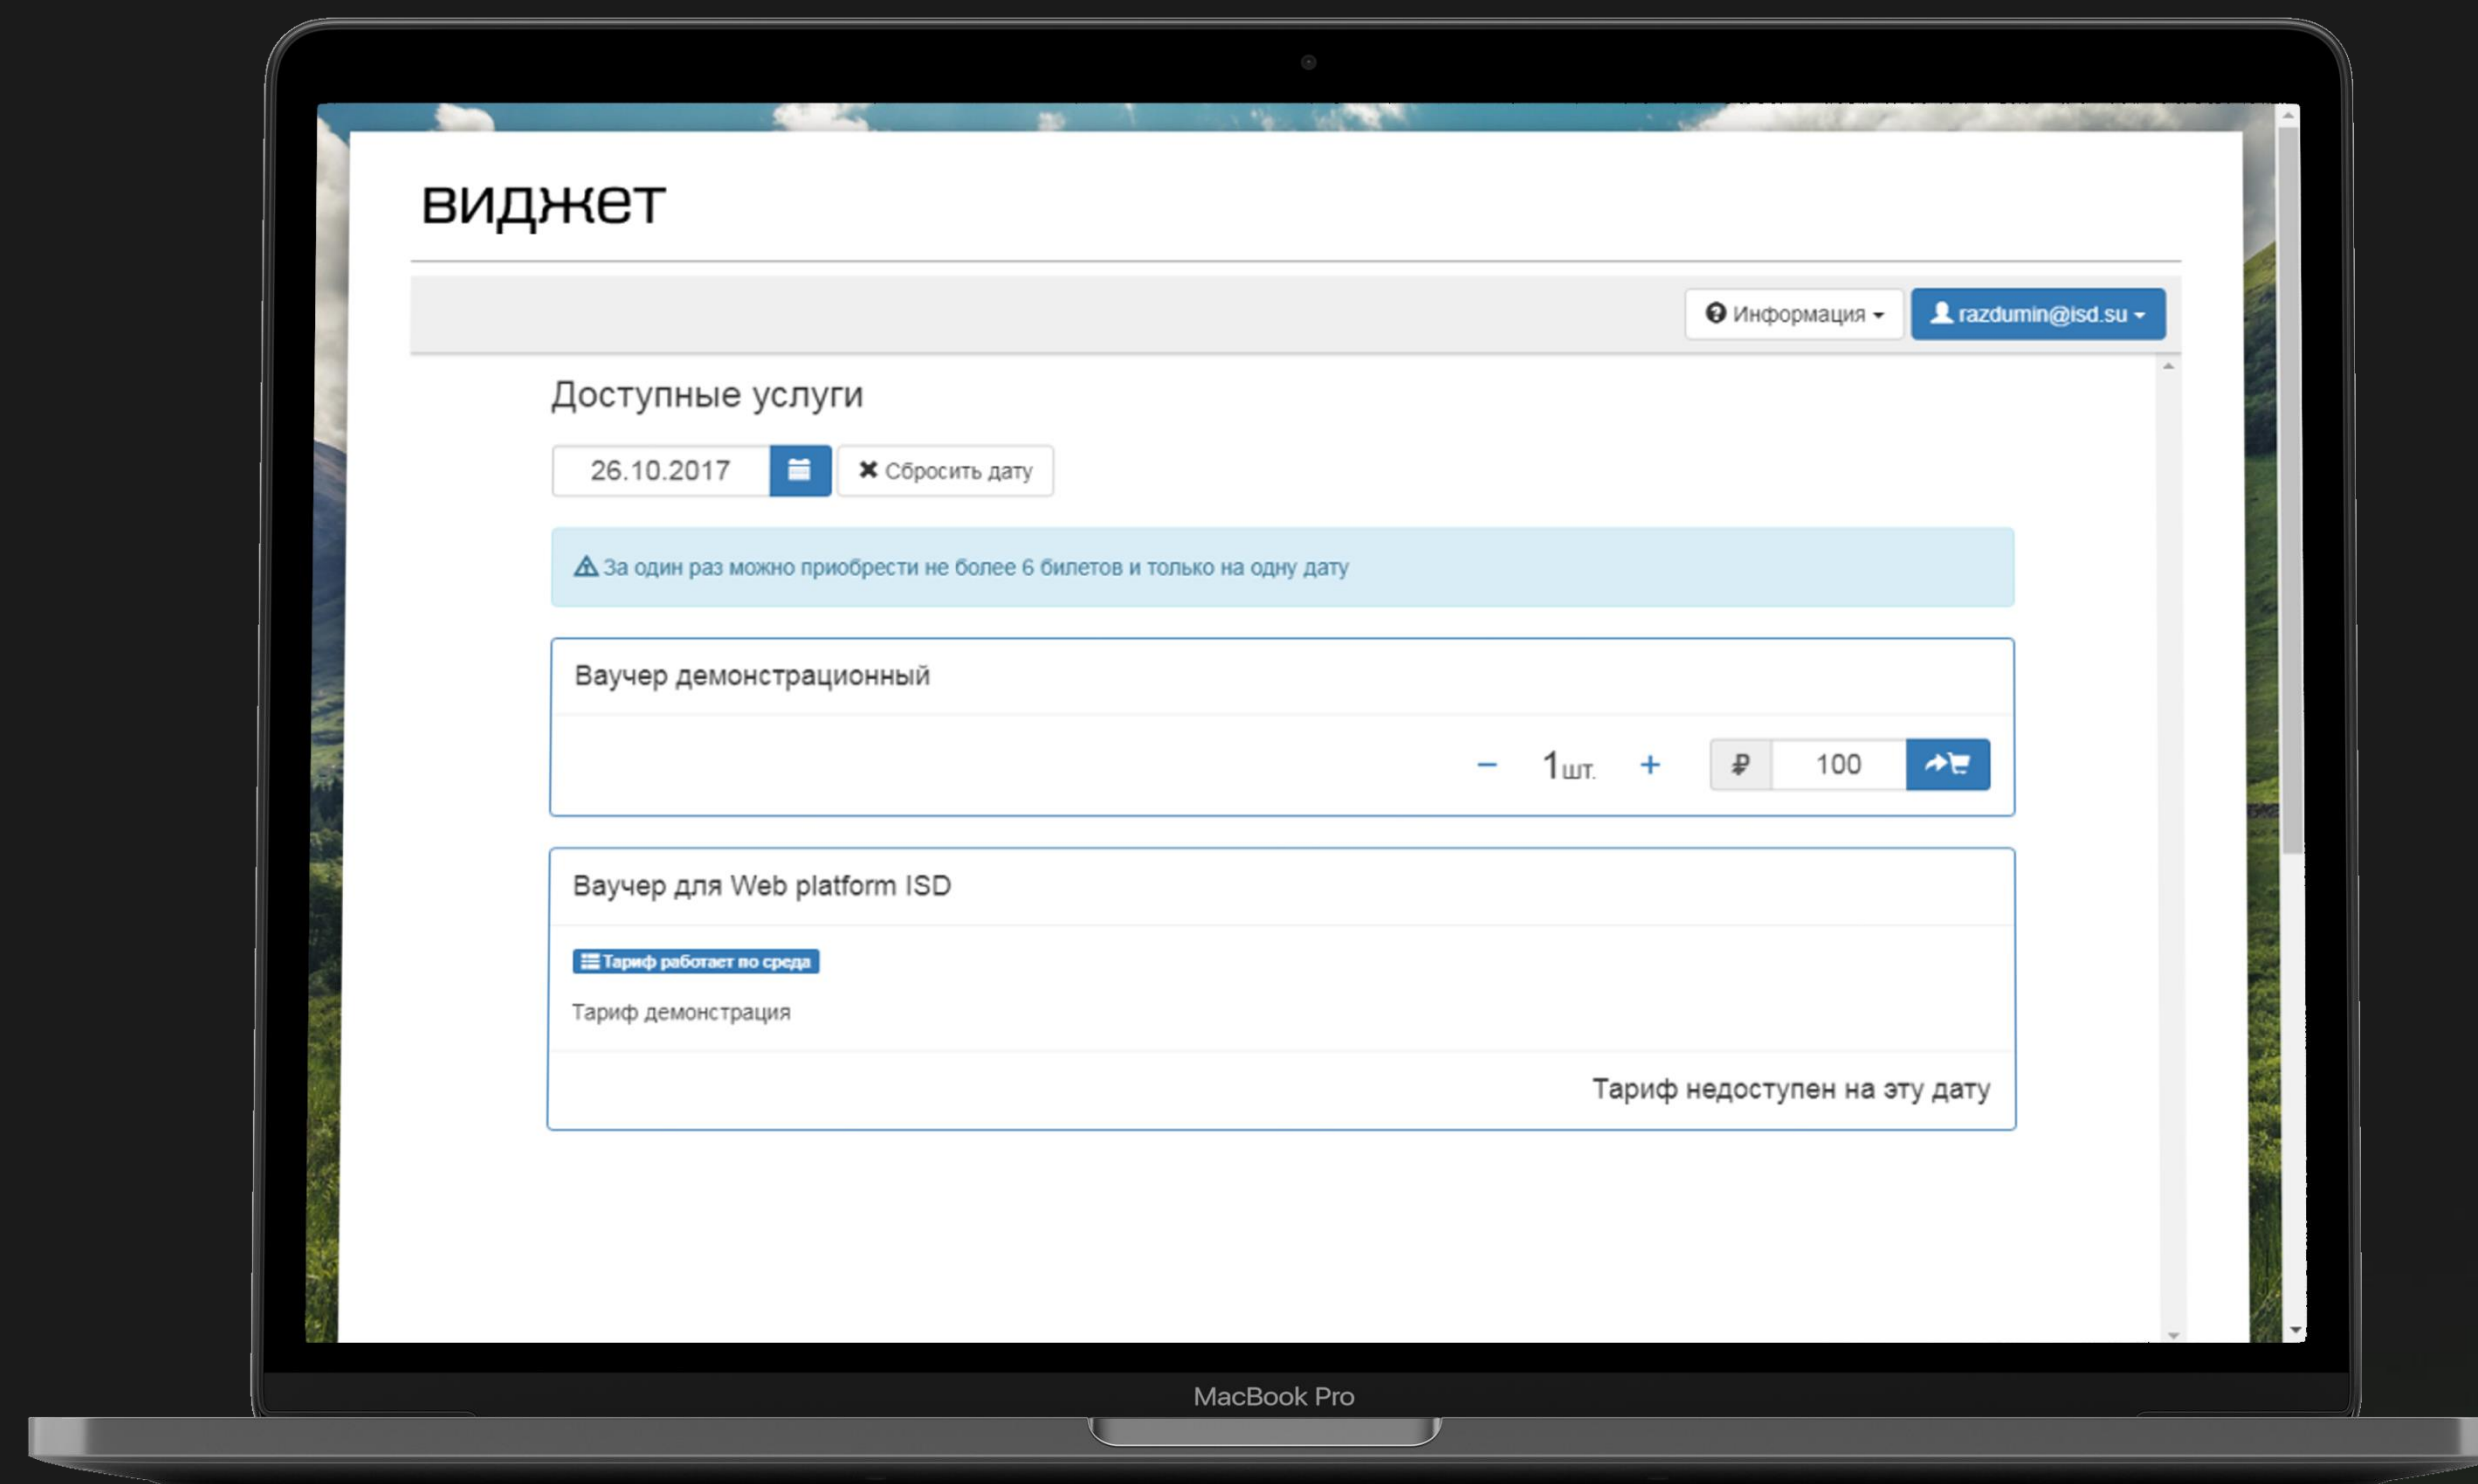 виджет
Информация
razdumin@isd.su
Доступные услуги
26.10.2017
Сбросить дату
За один раз можно приобрести не более 6 билетов и только на одну дату
Ваучер демонстрационный
− 1 шт. + ₽ 100
Ваучер для Web platform ISD
Тариф работает по среда
Тариф демонстрация
Тариф недоступен на эту дату
MacBook Pro